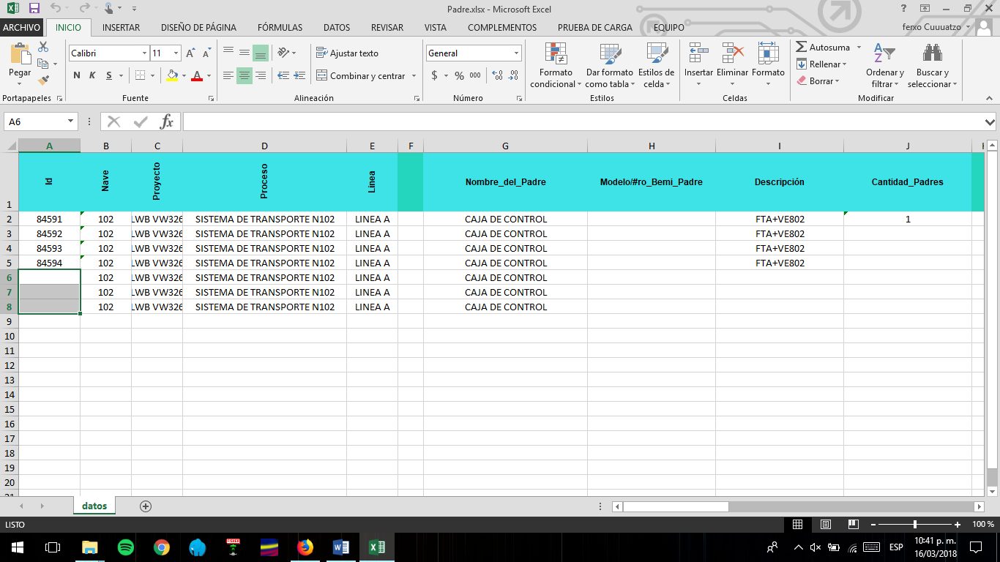 Padre.xlsx - Microsoft Excel
ARCHIVO INICIO INSERTAR DISEÑO DE PÁGINA FÓRMULAS DATOS REVISAR VISTA COMPLEMENTOS PRUEBA DE CARGA EQUIPO ferxo Cuuuatzo
Pegar
Portapapeles
Calibri 11
N K S A
Fuente
Ajustar texto
Combinar y centrar
Alineación
General
$ % 000
Número
Formato condicional
Dar formato como tabla
Estilos de celda
Estilos
Insertar Eliminar Formato
Celdas
Autosuma
Rellenar
Borrar
Ordenar y filtrar
Buscar y seleccionar
Modificar
A6 fx
A B C D E F G H I J
1 Id Nave Proyecto Proceso Linea Nombre_del_Padre Modelo/#ro_Bemi_Padre Descripción Cantidad_Padres
2 84591 102 LWB VW326 SISTEMA DE TRANSPORTE N102 LINEA A CAJA DE CONTROL FTA+VE802 1
3 84592 102 LWB VW326 SISTEMA DE TRANSPORTE N102 LINEA A CAJA DE CONTROL FTA+VE802
4 84593 102 LWB VW326 SISTEMA DE TRANSPORTE N102 LINEA A CAJA DE CONTROL FTA+VE802
5 84594 102 LWB VW326 SISTEMA DE TRANSPORTE N102 LINEA A CAJA DE CONTROL FTA+VE802
6 102 LWB VW326 SISTEMA DE TRANSPORTE N102 LINEA A CAJA DE CONTROL
7 102 LWB VW326 SISTEMA DE TRANSPORTE N102 LINEA A CAJA DE CONTROL
8 102 LWB VW326 SISTEMA DE TRANSPORTE N102 LINEA A CAJA DE CONTROL
9
10
11
12
13
14
15
16
17
18
19
20
datos
LISTO 100 %
ESP
10:41 p. m.
16/03/2018